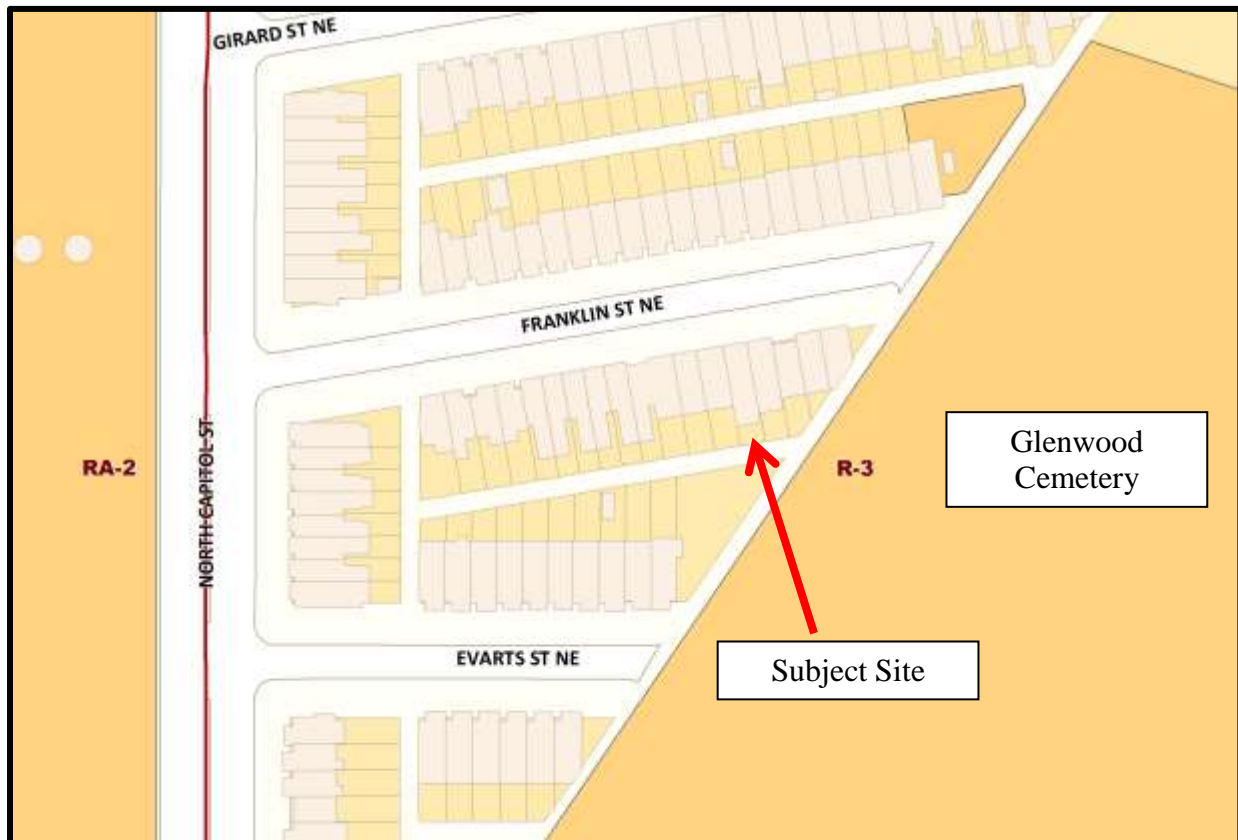 GIRARD ST NE
FRANKLIN ST NE
NORTH CAPITOL ST
RA-2
R-3
Glenwood
Cemetery
EVARTS ST NE
Subject Site